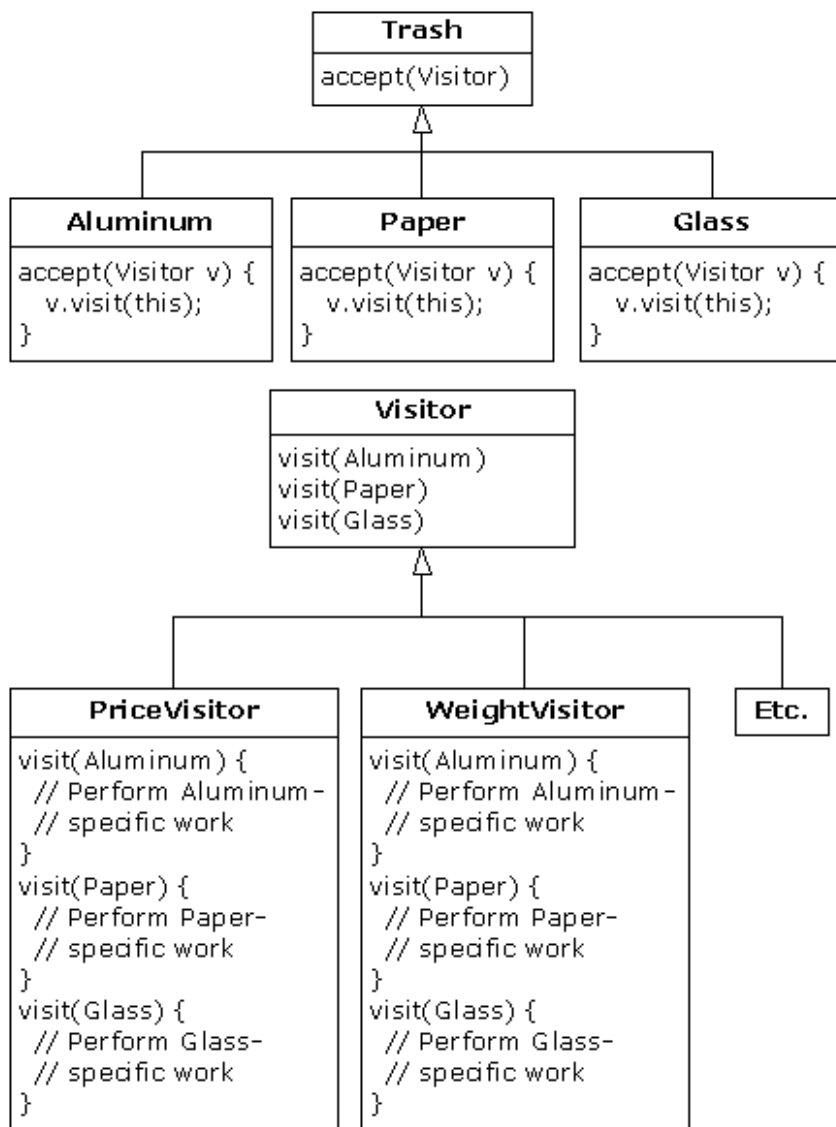 Trash
accept(Visitor)
Aluminum
accept(Visitor v) {
v.visit(this);
}
Paper
accept(Visitor v) {
v.visit(this);
}
Glass
accept(Visitor v) {
v.visit(this);
}
Visitor
visit(Aluminum)
visit(Paper)
visit(Glass)
PriceVisitor
visit(Aluminum) {
// Perform Aluminum-
// specific work
}
visit(Paper) {
// Perform Paper-
// specific work
}
visit(Glass) {
// Perform Glass-
// specific work
}
WeightVisitor
visit(Aluminum) {
// Perform Aluminum-
// specific work
}
visit(Paper) {
// Perform Paper-
// specific work
}
visit(Glass) {
// Perform Glass-
// specific work
}
Etc.